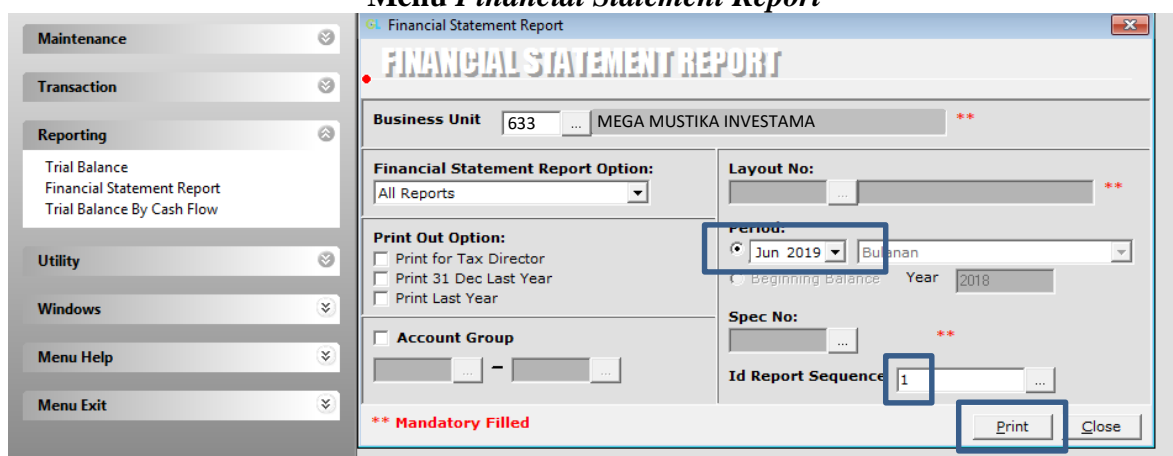 Menu Financial Statement Report
Maintenance
Transaction
Reporting
Trial Balance
Financial Statement Report
Trial Balance By Cash Flow
Utility
Windows
Menu Help
Menu Exit
Financial Statement Report
FINANCIAL STATEMENT REPORT
Business Unit 633 ... MEGA MUSTIKA INVESTAMA **
Financial Statement Report Option:
All Reports
Print Out Option:
Print for Tax Director
Print 31 Dec Last Year
Print Last Year
Account Group
... – ...
Layout No:
... **
Period:
Jun 2019 Bulanan
Beginning Balance Year 2018
Spec No:
... **
Id Report Sequence 1 ...
** Mandatory Filled
Print Close